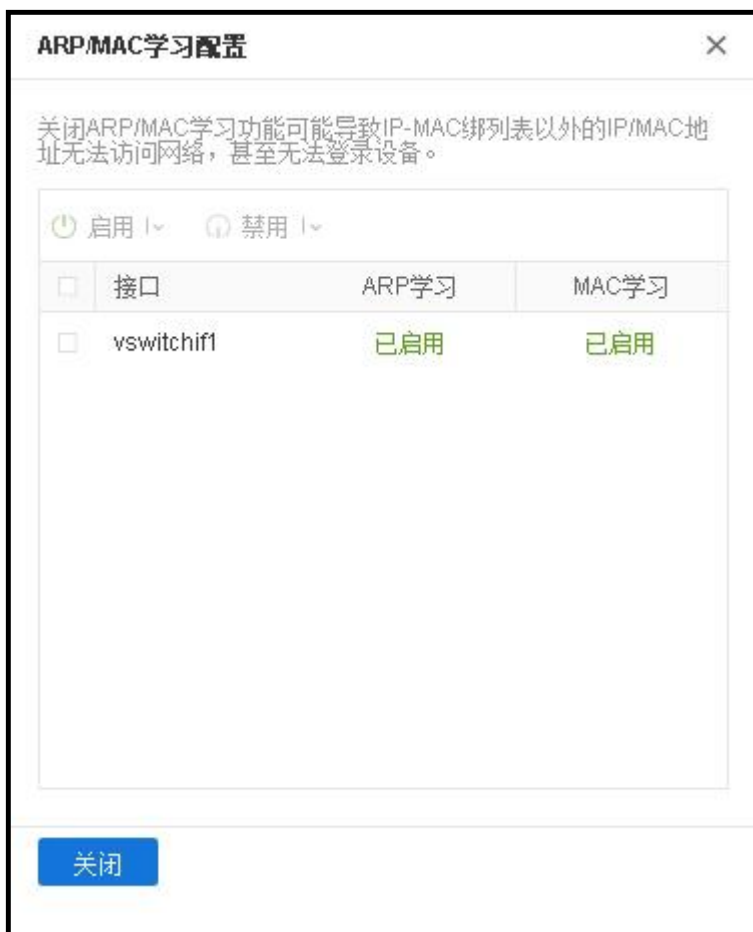 ARP/MAC学习配置
关闭ARP/MAC学习功能可能导致IP-MAC绑列表以外的IP/MAC地
址无法访问网络，甚至无法登录设备。
启用 禁用
接口 ARP学习 MAC学习
vswitchif1 已启用 已启用
关闭